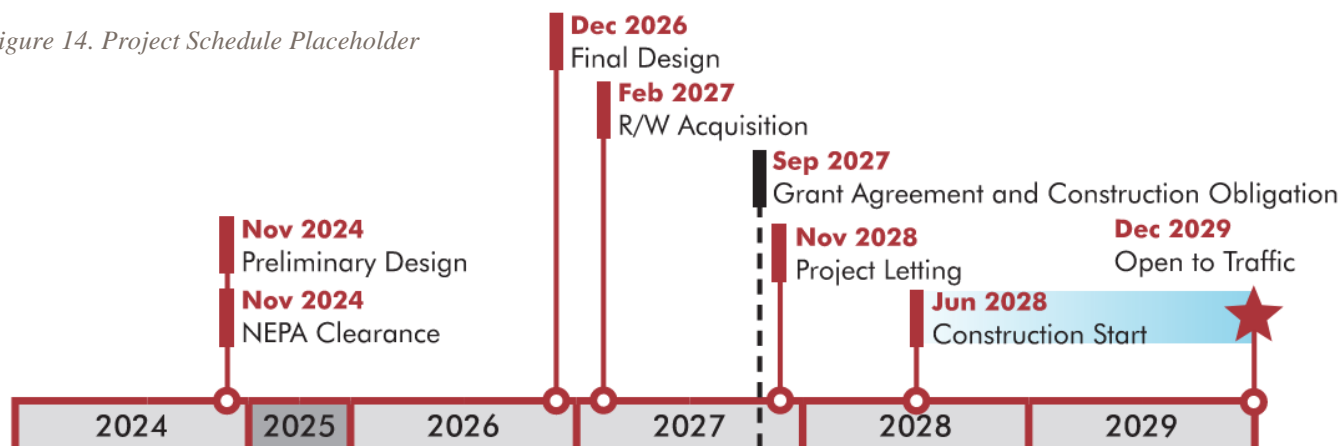 igure 14. Project Schedule Placeholder
Dec 2026
Final Design
Feb 2027
R/W Acquisition
Sep 2027
Grant Agreement and Construction Obligation
Nov 2024
Preliminary Design
Nov 2028
Project Letting
Dec 2029
Open to Traffic
Nov 2024
NEPA Clearance
Jun 2028
Construction Start
2024 2025 2026 2027 2028 2029